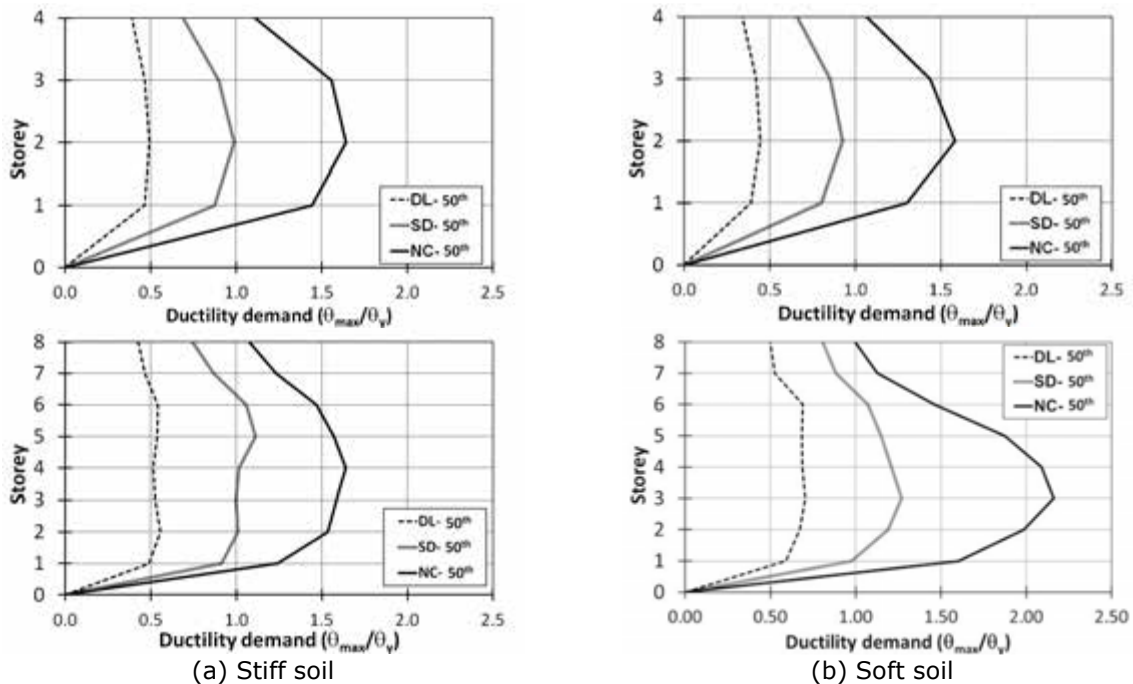 4
3
2
1
0
Storey
DL- 50th
SD- 50th
NC- 50th
0.0 0.5 1.0 1.5 2.0 2.5
Ductility demand (θmax/θy)
4
3
2
1
0
Storey
DL- 50th
SD- 50th
NC- 50th
0.0 0.5 1.0 1.5 2.0 2.5
Ductility demand (θmax/θy)
8
7
6
5
4
3
2
1
0
Storey
DL- 50th
SD- 50th
NC- 50th
0.0 0.5 1.0 1.5 2.0 2.5
Ductility demand (θmax/θy)
(a) Stiff soil
8
7
6
5
4
3
2
1
0
Storey
DL- 50th
SD- 50th
NC- 50th
0.00 0.50 1.00 1.50 2.00 2.50
Ductility demand (θmax/θy)
(b) Soft soil